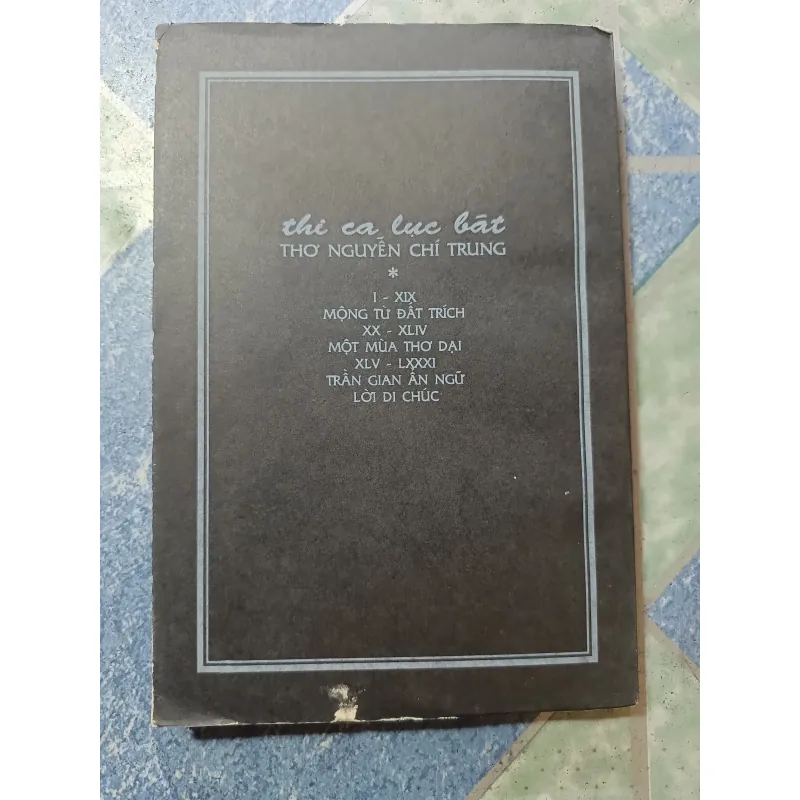 thi ca lục bát
THƠ NGUYỄN CHÍ TRUNG
*
I - XIX
MỘNG TỪ ĐẤT TRÍCH
XX - XLIV
MỘT MÙA THƠ DẠI
XLV - LXXXI
TRẦN GIAN ẨN NGỮ
LỜI DI CHÚC